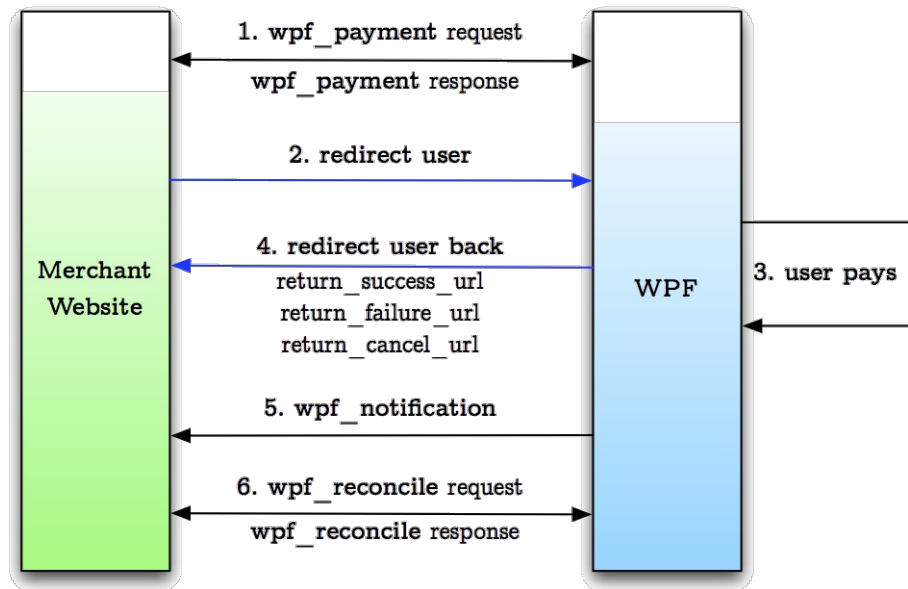 1. wpf_payment request
wpf_payment response
2. redirect user
4. redirect user back
return_success_url
return_failure_url
return_cancel_url
Merchant
Website
WPF
3. user pays
5. wpf_notification
6. wpf_reconcile request
wpf_reconcile response